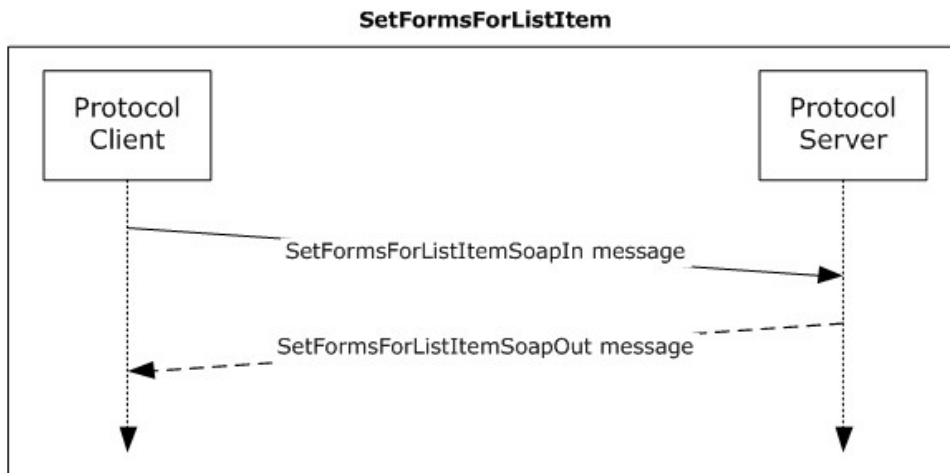 SetFormsForListItem
Protocol
Client
Protocol
Server
SetFormsForListItemSoapIn message
SetFormsForListItemSoapOut message